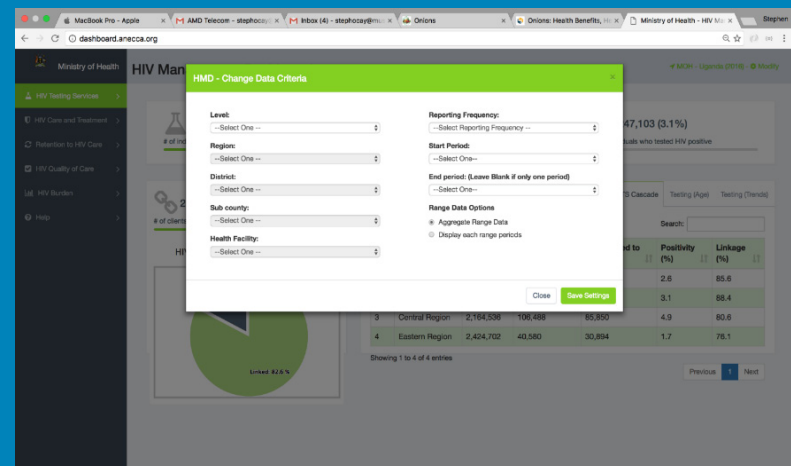 MacBook Pro - Apple
AMD Telecom - stephocay@
Inbox (4) - stephocay@mu
Onions
Onions: Health Benefits,
Ministry of Health - HIV
Stephen
dashboard.anecca.org
Ministry of Health
HIV Man
HMD - Change Data Criteria
MOH - Uganda (2018) - Modify
HIV Testing Services
HIV Care and Treatment
Retention to HIV Care
HIV Quality of Care
HIV Burden
Help
Level:
--Select One --
Region:
--Select One --
District:
--Select One --
Sub county:
--Select One --
Health Facility:
--Select One --
Reporting Frequency:
--Select Reporting Frequency --
Start Period:
--Select One--
End period: (Leave Blank if only one period)
--Select One--
Range Data Options
Aggregate Range Data
Display each range periods
Close
Save Settings
# of ind
47,103 (3.1%)
duals who tested HIV positive
2
# of clients
HIV
Linked: 82.6 %
S Cascade
Testing (Age)
Testing (Trends)
Search:
ed to
Positivity (%)
Linkage (%)
2.6
85.6
3.1
88.4
3 Central Region 2,164,536 106,488 85,850 4.9 80.6
4 Eastern Region 2,424,702 40,580 30,894 1.7 76.1
Showing 1 to 4 of 4 entries
Previous 1 Next